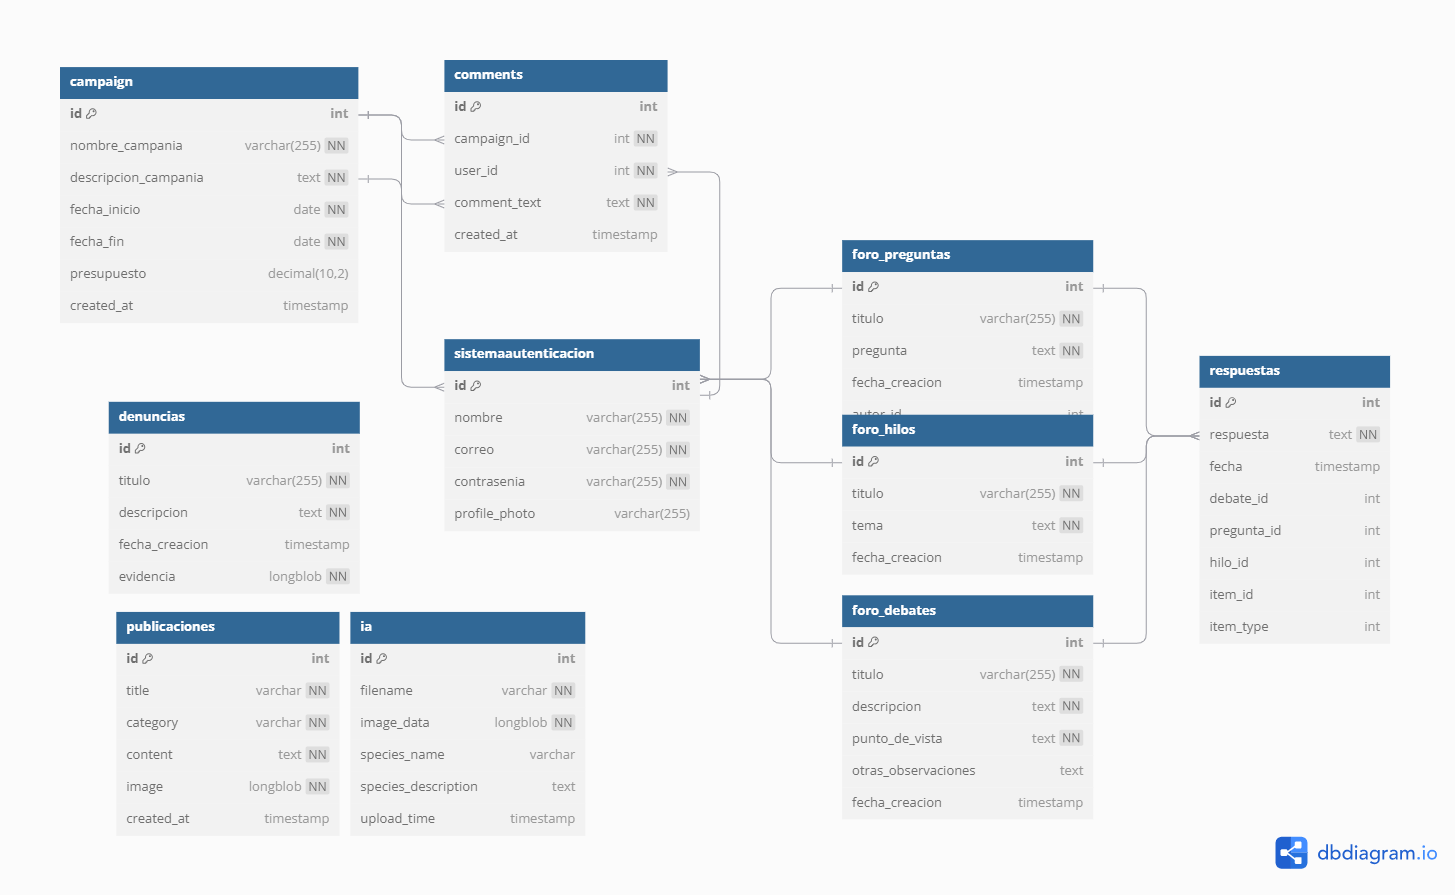 campaign
id int
nombre_campania varchar(255) NN
descripcion_campania text NN
fecha_inicio date NN
fecha_fin date NN
presupuesto decimal(10,2)
created_at timestamp
comments
id int
campaign_id int NN
user_id int NN
comment_text text NN
created_at timestamp
sistemaautenticacion
id int
nombre varchar(255) NN
correo varchar(255) NN
contrasenia varchar(255) NN
profile_photo varchar(255)
denuncias
id int
titulo varchar(255) NN
descripcion text NN
fecha_creacion timestamp
evidencia longblob NN
publicaciones
id int
title varchar NN
category varchar NN
content text NN
image longblob NN
created_at timestamp
ia
id int
filename varchar NN
image_data longblob NN
species_name varchar
species_description text
upload_time timestamp
foro_preguntas
id int
titulo varchar(255) NN
pregunta text NN
fecha_creacion timestamp
autor_id int
foro_hilos
id int
titulo varchar(255) NN
tema text NN
fecha_creacion timestamp
foro_debates
id int
titulo varchar(255) NN
descripcion text NN
punto_de_vista text NN
otras_observaciones text
fecha_creacion timestamp
respuestas
id int
respuesta text NN
fecha timestamp
debate_id int
pregunta_id int
hilo_id int
item_id int
item_type int
dbdiagram.io